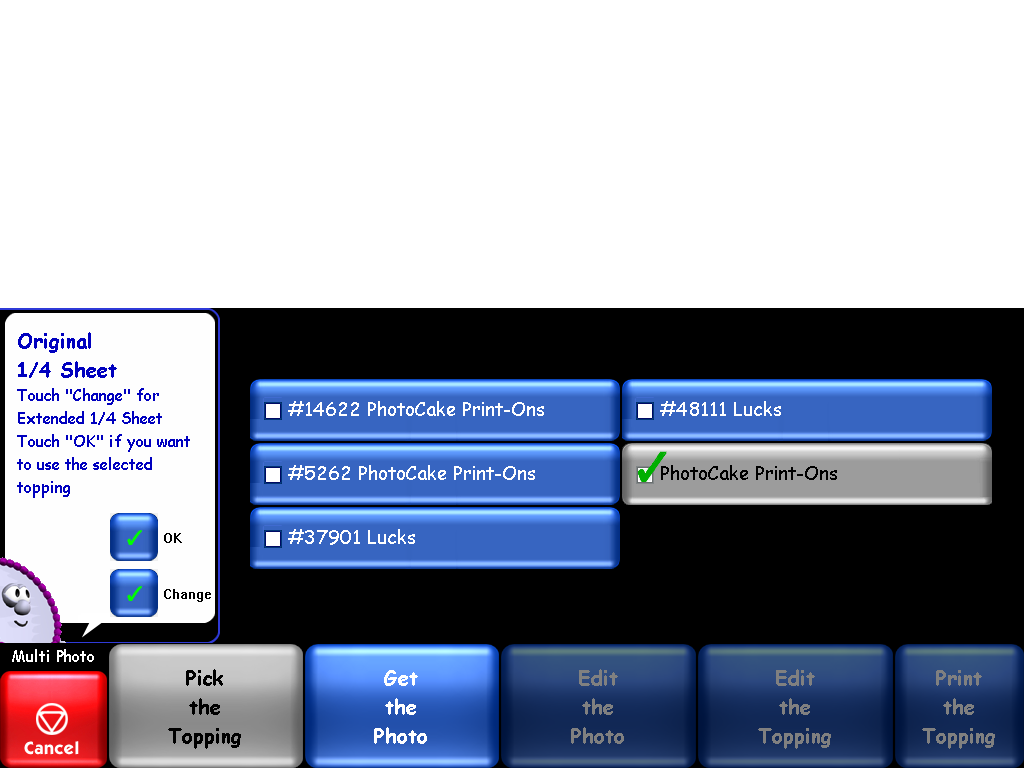 Original
1/4 Sheet
Touch "Change" for
Extended 1/4 Sheet
Touch "OK" if you want
to use the selected
topping
OK
Change
#14622 PhotoCake Print-Ons
#48111 Lucks
#5262 PhotoCake Print-Ons
PhotoCake Print-Ons
#37901 Lucks
Multi Photo
Cancel
Pick
the
Topping
Get
the
Photo
Edit
the
Photo
Edit
the
Topping
Print
the
Topping